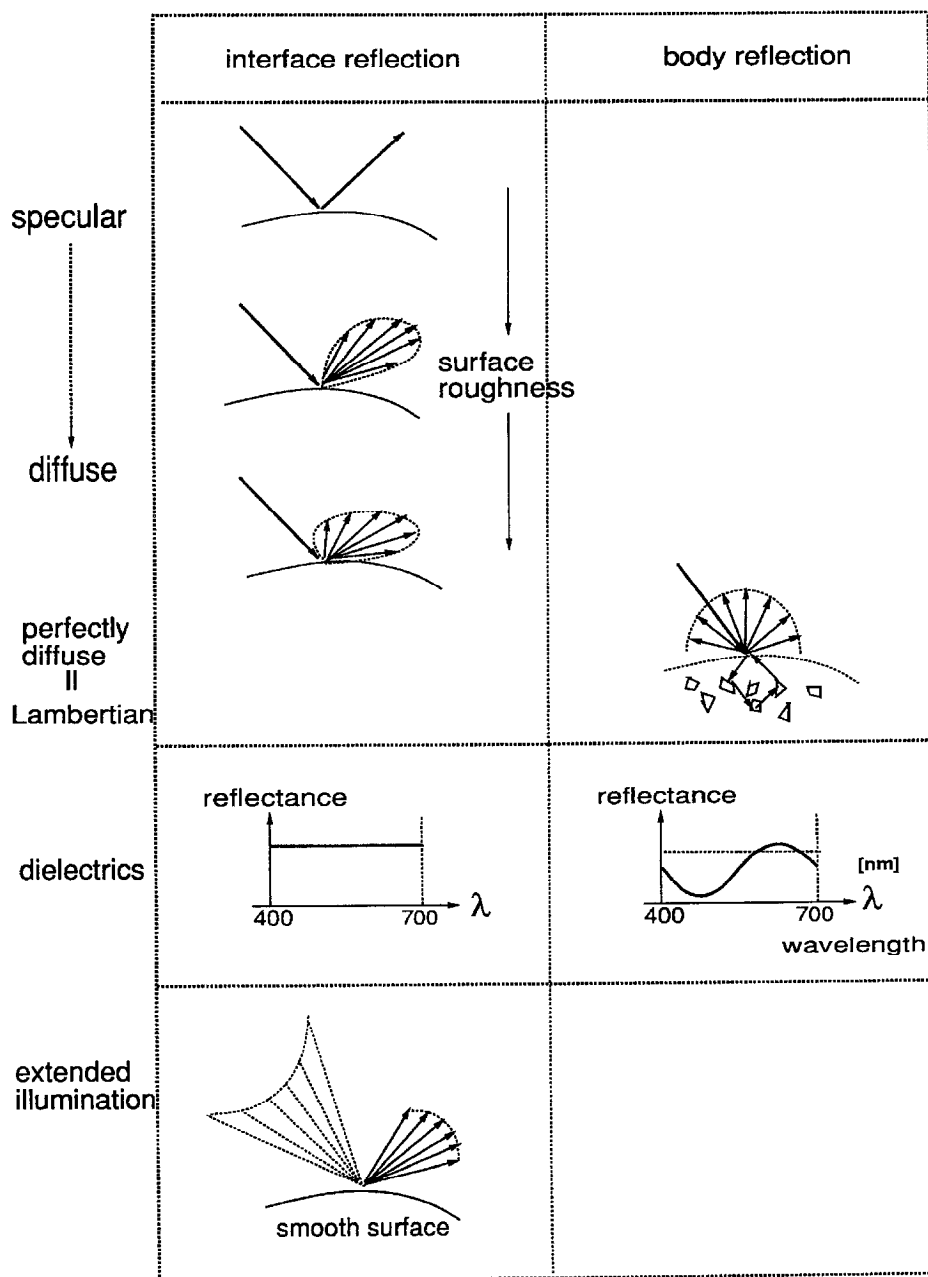 interface reflection
body reflection
specular
surface
roughness
diffuse
perfectly
diffuse
=
Lambertian
dielectrics
reflectance
400
700
λ
reflectance
400
700
[nm]
λ
wavelength
extended
illumination
smooth surface